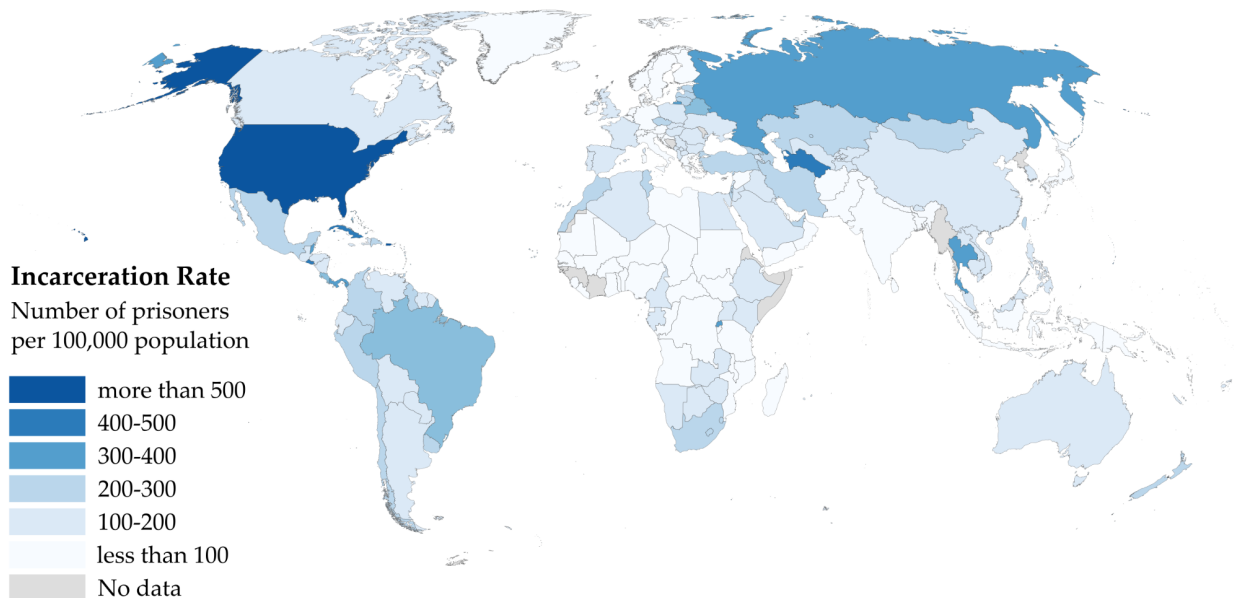 Incarceration Rate
Number of prisoners
per 100,000 population
more than 500
400-500
300-400
200-300
100-200
less than 100
No data